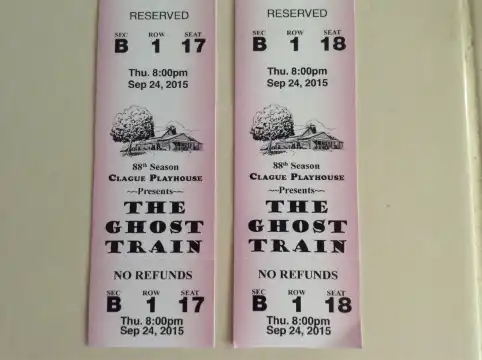 RESERVED
SEC ROW SEAT
B 1 17
Thu. 8:00pm
Sep 24, 2015
88th Season
CLAGUE PLAYHOUSE
~~Presents~~
THE
GHOST
TRAIN
NO REFUNDS
SEC ROW SEAT
B 1 17
Thu. 8:00pm
Sep 24, 2015
RESERVED
SEC ROW SEAT
B 1 18
Thu. 8:00pm
Sep 24, 2015
88th Season
CLAGUE PLAYHOUSE
~~Presents~~
THE
GHOST
TRAIN
NO REFUNDS
SEC ROW SEAT
B 1 18
Thu. 8:00pm
Sep 24, 2015